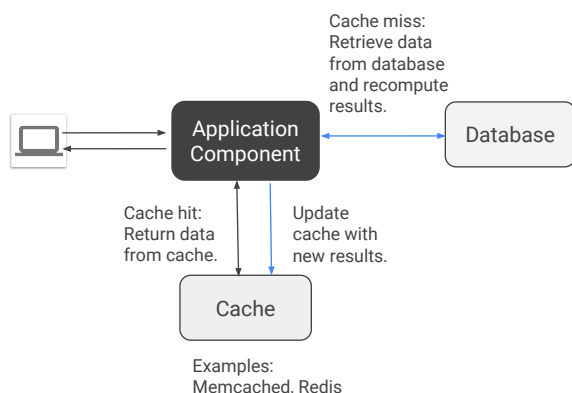 Cache miss:
Retrieve data
from database
and recompute
results.
Application
Component
Database
Cache hit:
Return data
from cache.
Update
cache with
new results.
Cache
Examples:
Memcached, Redis